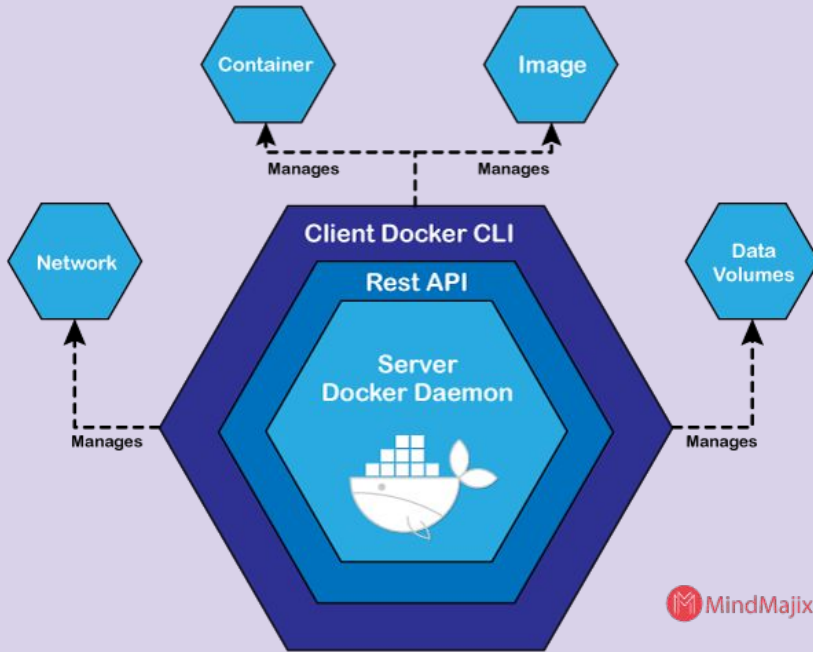 Container
Image
Manages
Manages
Client Docker CLI
Network
Rest API
Data
Volumes
Server
Docker Daemon
Manages
Manages
MindMajix